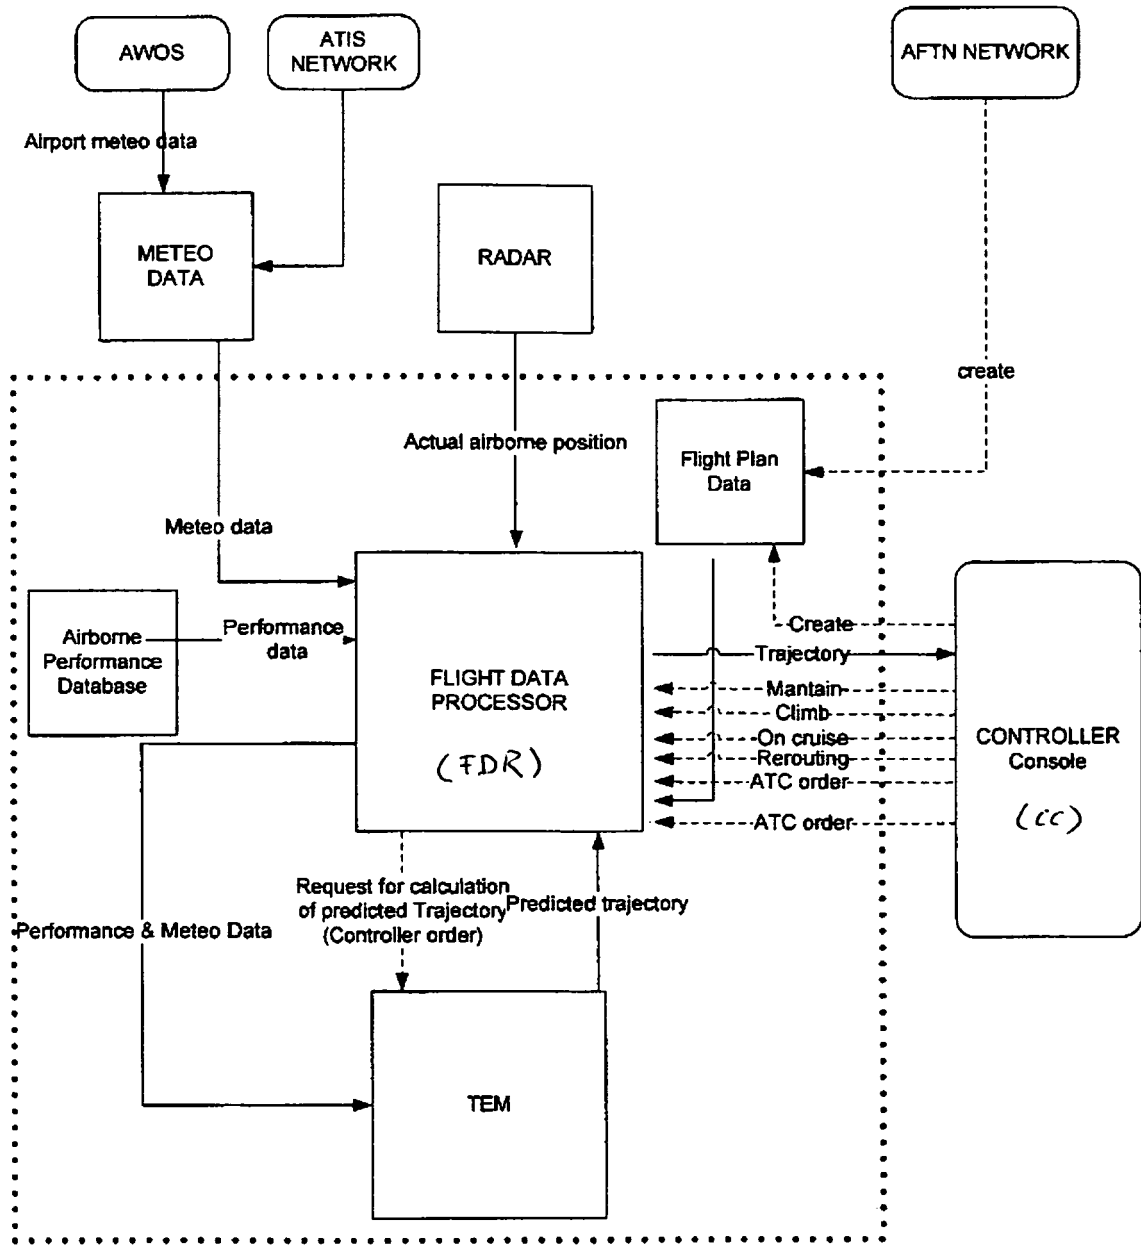 AWOS
ATIS
NETWORK
AFTN NETWORK
Airport meteo data
METEO
DATA
RADAR
create
Actual airborne position
Flight Plan
Data
Meteo data
Airborne
Performance
Database
Performance
data
FLIGHT DATA
PROCESSOR
(FDR)
Create
Trajectory
Mantain
Climb
On cruise
Rerouting
ATC order
ATC order
CONTROLLER
Console
(CC)
Request for calculation
of predicted Trajectory
(Controller order)
Predicted trajectory
Performance & Meteo Data
TEM